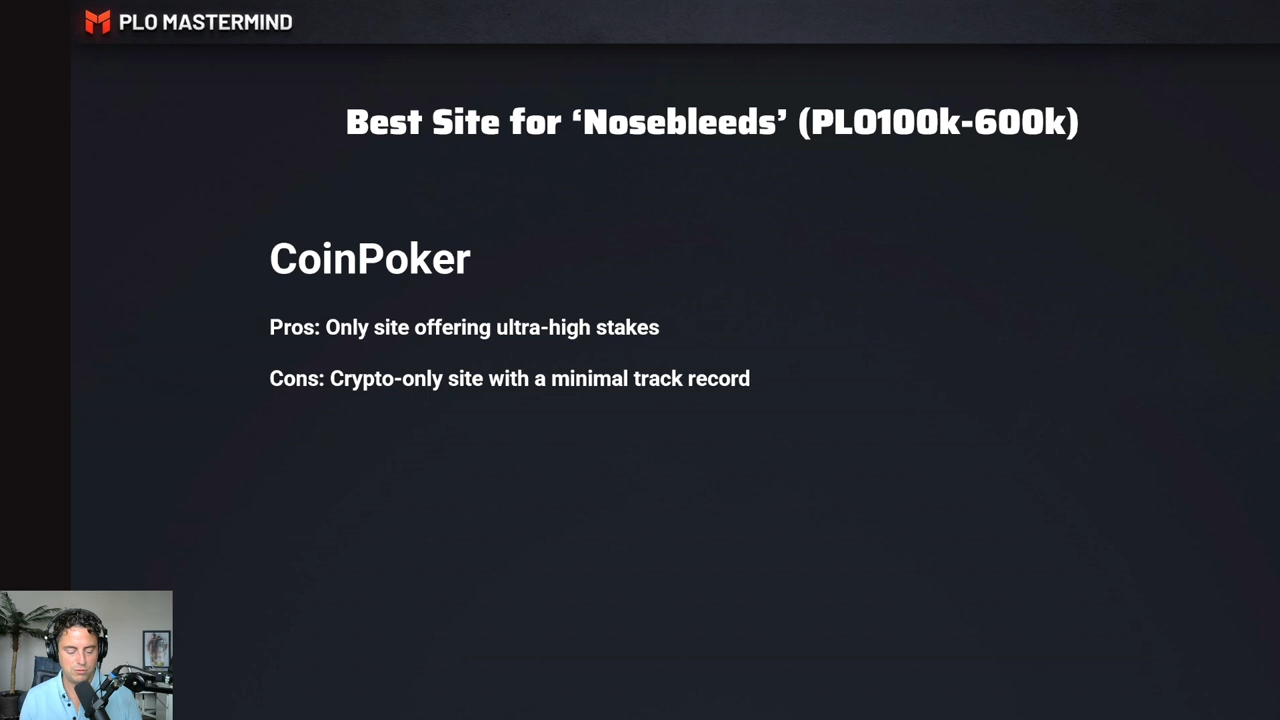 PLO MASTERMIND
Best Site for ‘Nosebleeds’ (PLO100k-600k)
CoinPoker
Pros: Only site offering ultra-high stakes
Cons: Crypto-only site with a minimal track record